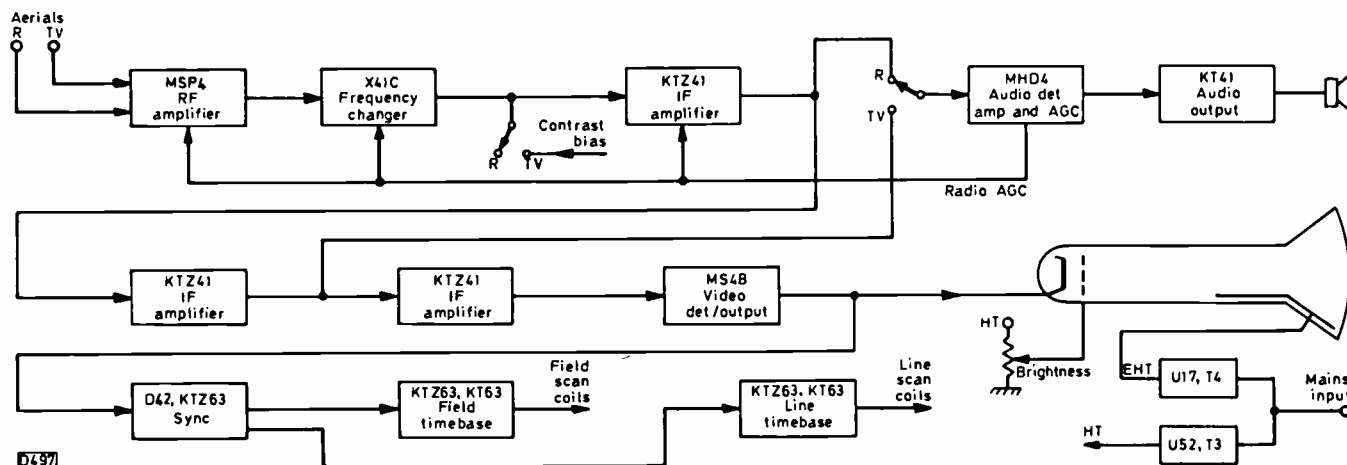 Aerials
R TV
MSP4
RF
amplifier
X41C
Frequency
changer
R TV
Contrast
bias
KTZ41
IF
amplifier
R
TV
MHD4
Audio det
amp and AGC
KT41
Audio
output
Radio AGC
KTZ41
IF
amplifier
KTZ41
IF
amplifier
MS4B
Video
det/output
HT
Brightness
EHT
U17, T4
Mains
input
HT
U52, T3
D42, KTZ63
Sync
KTZ63, KT63
Field
timebase
Field
scan
coils
KTZ63, KT63
Line
timebase
Line
scan
coils
D497